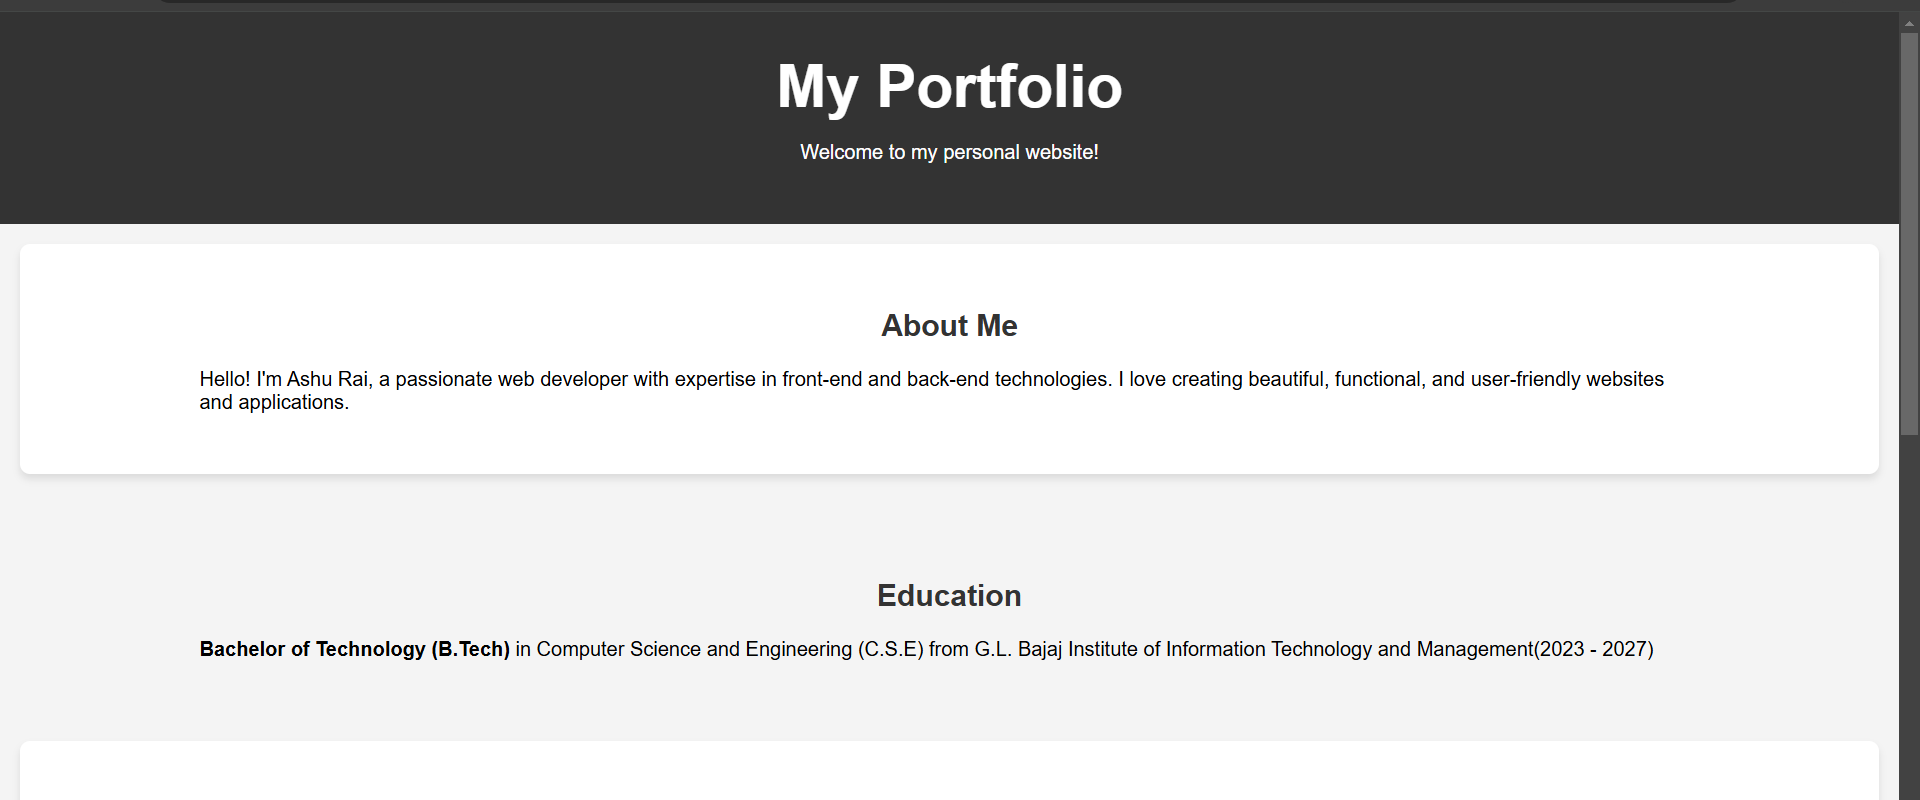 My Portfolio
Welcome to my personal website!
About Me
Hello! I'm Ashu Rai, a passionate web developer with expertise in front-end and back-end technologies. I love creating beautiful, functional, and user-friendly websites
and applications.
Education
Bachelor of Technology (B.Tech) in Computer Science and Engineering (C.S.E) from G.L. Bajaj Institute of Information Technology and Management(2023 - 2027)